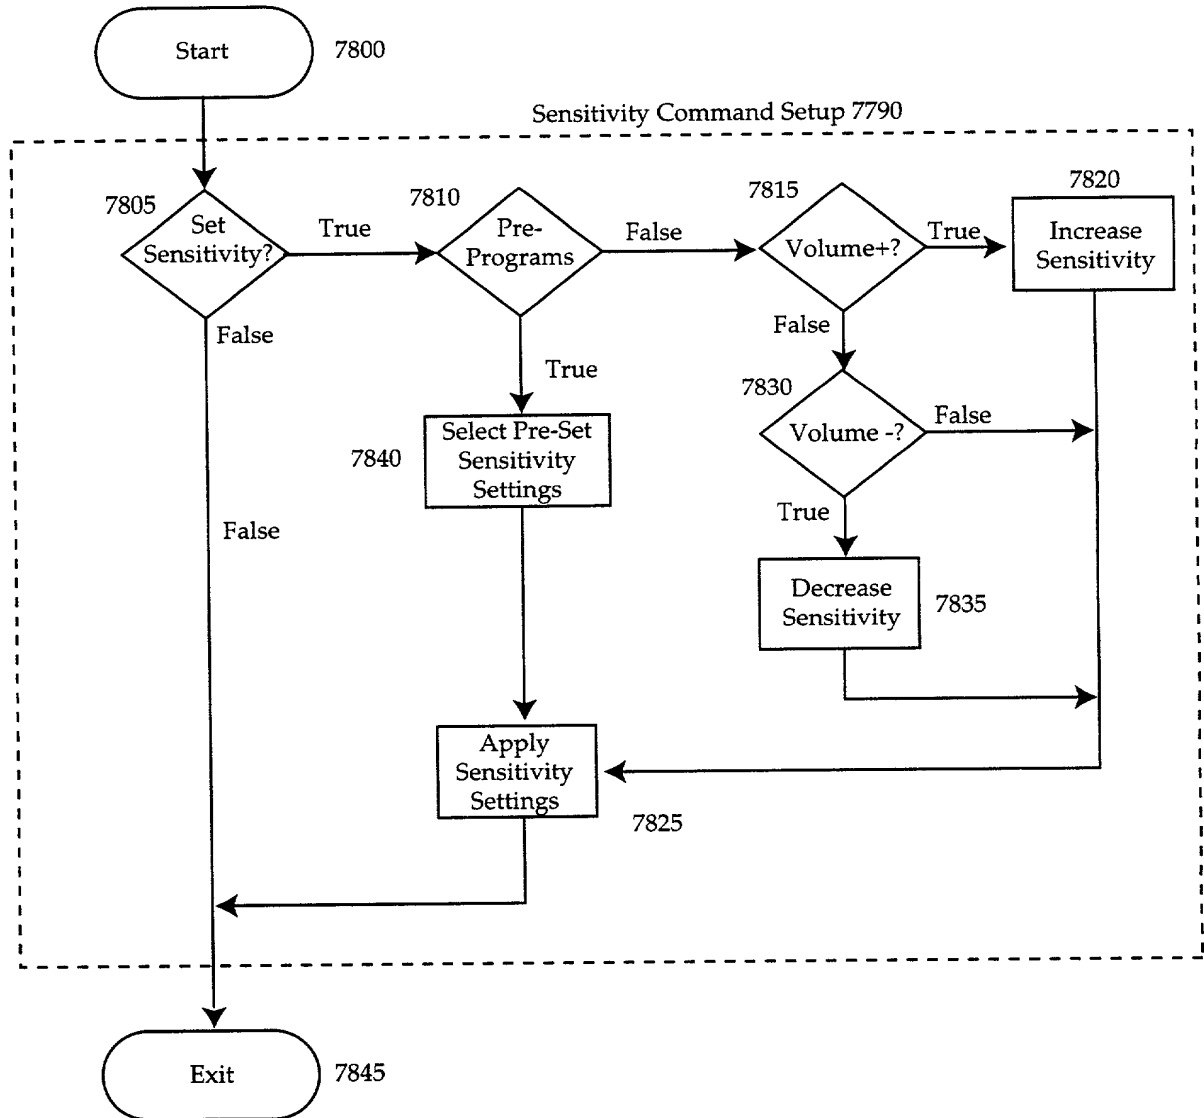 Start
7800
Sensitivity Command Setup 7790
7805
Set
Sensitivity?
True
7810
Pre-
Programs
False
7815
Volume+?
True
7820
Increase
Sensitivity
False
True
False
7830
Volume -?
False
7840
Select Pre-Set
Sensitivity
Settings
True
False
Decrease
Sensitivity
7835
Apply
Sensitivity
Settings
7825
Exit
7845